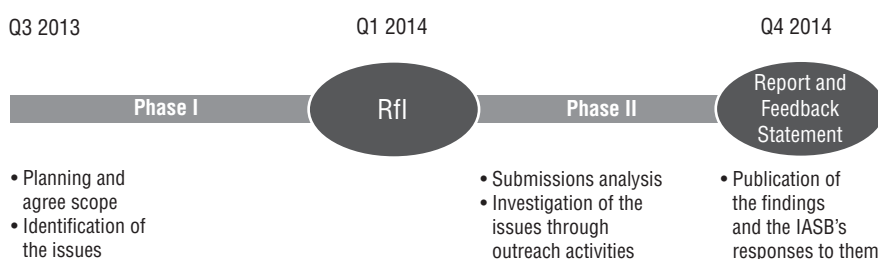 Q3 2013
Q1 2014
Q4 2014
Phase I
RfI
Phase II
Report and
Feedback
Statement
• Planning and
agree scope
• Identification of
the issues
• Submissions analysis
• Investigation of the
issues through
outreach activities
• Publication of
the findings
and the IASB’s
responses to them